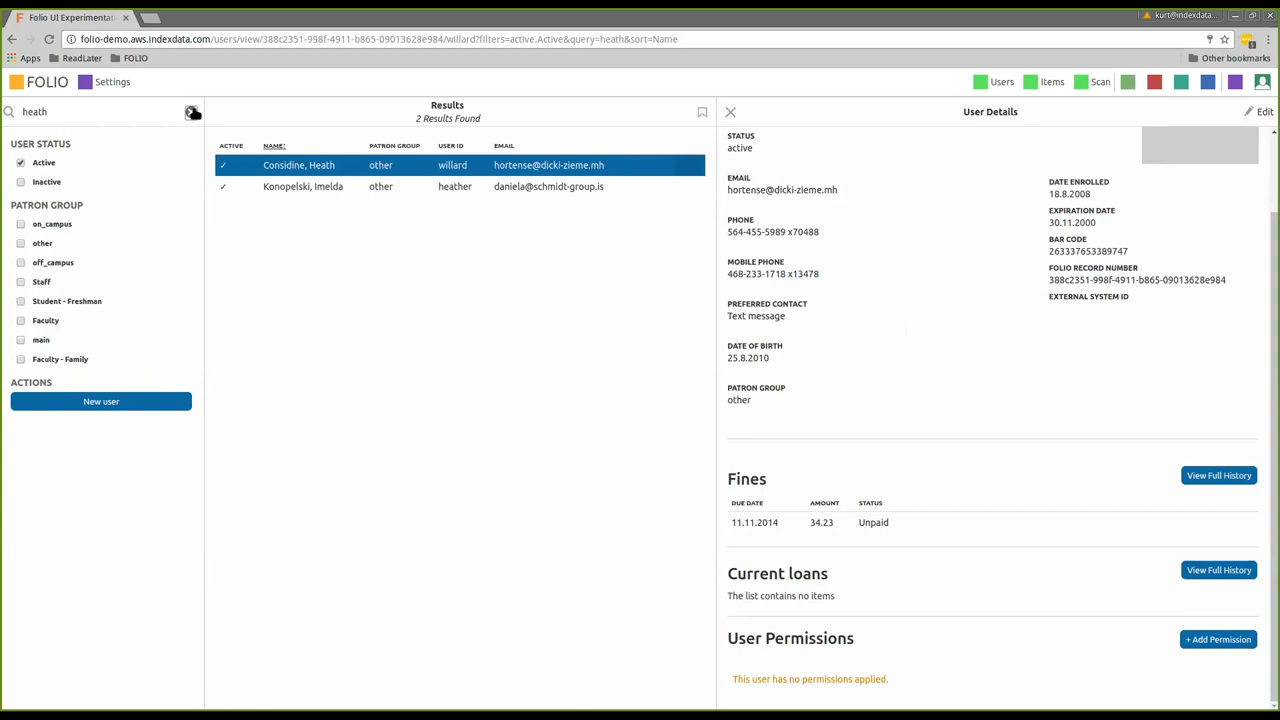 Folio UI Experimentat
kurt@indexdata...
folio-demo.aws.indexdata.com/users/view/388c2351-998f-4911-b865-09013628e984/willard?filters=active.Active&query=heath&sort=Name
Apps ReadLater FOLIO Other bookmarks
FOLIO Settings Users Items Scan
heath
Results
2 Results Found
User Details
Edit
USER STATUS
Active
Inactive
PATRON GROUP
on_campus
other
off_campus
Staff
Student - Freshman
Faculty
main
Faculty - Family
ACTIONS
New user
ACTIVE NAME↑ PATRON GROUP USER ID EMAIL
✓ Considine, Heath other willard hortense@dicki-zieme.mh
✓ Konopelski, Imelda other heather daniela@schmidt-group.is
STATUS
active
EMAIL
hortense@dicki-zieme.mh
PHONE
564-455-5989 x70488
MOBILE PHONE
468-233-1718 x13478
PREFERRED CONTACT
Text message
DATE OF BIRTH
25.8.2010
PATRON GROUP
other
DATE ENROLLED
18.8.2008
EXPIRATION DATE
30.11.2000
BAR CODE
263337653389747
FOLIO RECORD NUMBER
388c2351-998f-4911-b865-09013628e984
EXTERNAL SYSTEM ID
Fines
View Full History
DUE DATE AMOUNT STATUS
11.11.2014 34.23 Unpaid
Current loans
View Full History
The list contains no items
User Permissions
+ Add Permission
This user has no permissions applied.